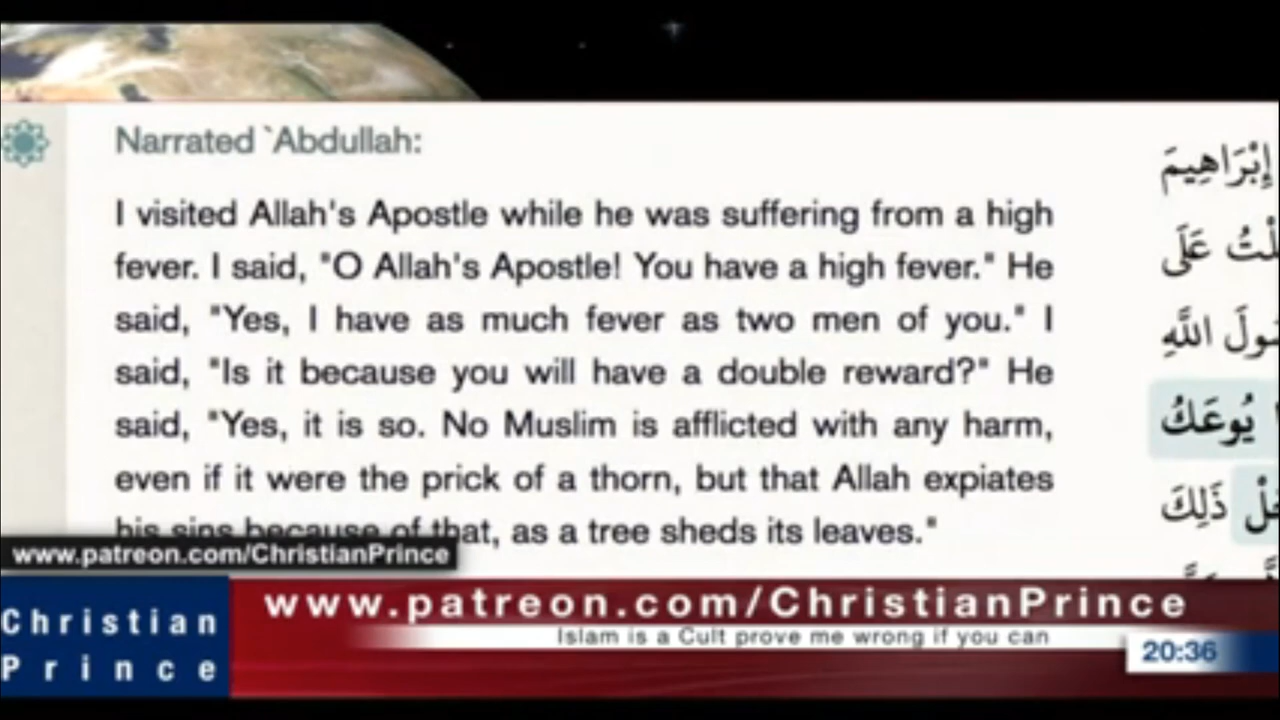 Narrated `Abdullah:
I visited Allah's Apostle while he was suffering from a high
fever. I said, "O Allah's Apostle! You have a high fever." He
said, "Yes, I have as much fever as two men of you." I
said, "Is it because you will have a double reward?" He
said, "Yes, it is so. No Muslim is afflicted with any harm,
even if it were the prick of a thorn, but that Allah expiates
his sins because of that, as a tree sheds its leaves."
إِبْرَاهِيمَ
عَلَى
اللَّهِ
يُوعَكُ
ذَلِكَ
www.patreon.com/ChristianPrince
www.patreon.com/ChristianPrince
Islam is a Cult prove me wrong if you can
Christian
Prince
20:36